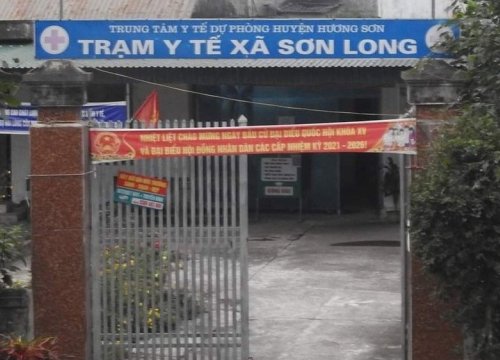 TRUNG TÂM Y TẾ DỰ PHÒNG HUYỆN HƯƠNG SƠN
TRẠM Y TẾ XÃ SƠN LONG
NHIỆT LIỆT CHÀO MỪNG NGÀY BẦU CỬ ĐẠI BIỂU QUỐC HỘI KHÓA XV
VÀ ĐẠI BIỂU HỘI ĐỒNG NHÂN DÂN CÁC CẤP NHIỆM KỲ 2021 - 2026!